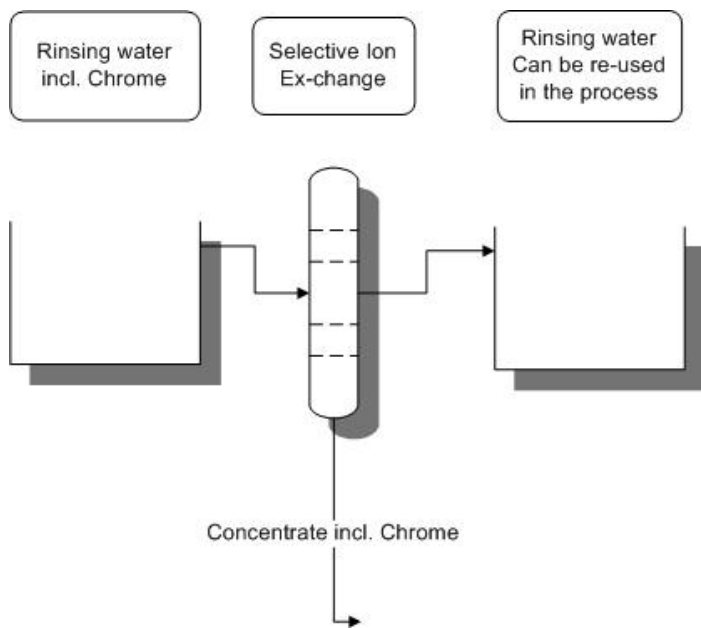 Rinsing water
incl. Chrome
Selective Ion
Ex-change
Rinsing water
Can be re-used
in the process
Concentrate incl. Chrome